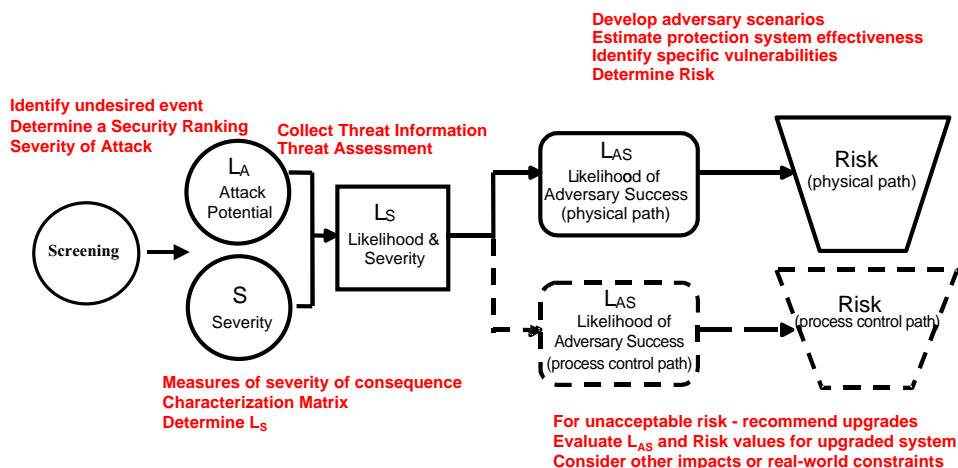 Develop adversary scenarios
Estimate protection system effectiveness
Identify specific vulnerabilities
Determine Risk
Identify undesired event
Determine a Security Ranking
Severity of Attack
Collect Threat Information
Threat Assessment
Screening
LA
Attack
Potential
S
Severity
LS
Likelihood &
Severity
LAS
Likelihood of
Adversary Success
(physical path)
Risk
(physical path)
LAS
Likelihood of
Adversary Success
(process control path)
Risk
(process control path)
Measures of severity of consequence
Characterization Matrix
Determine LS
For unacceptable risk - recommend upgrades
Evaluate LAS and Risk values for upgraded system
Consider other impacts or real-world constraints